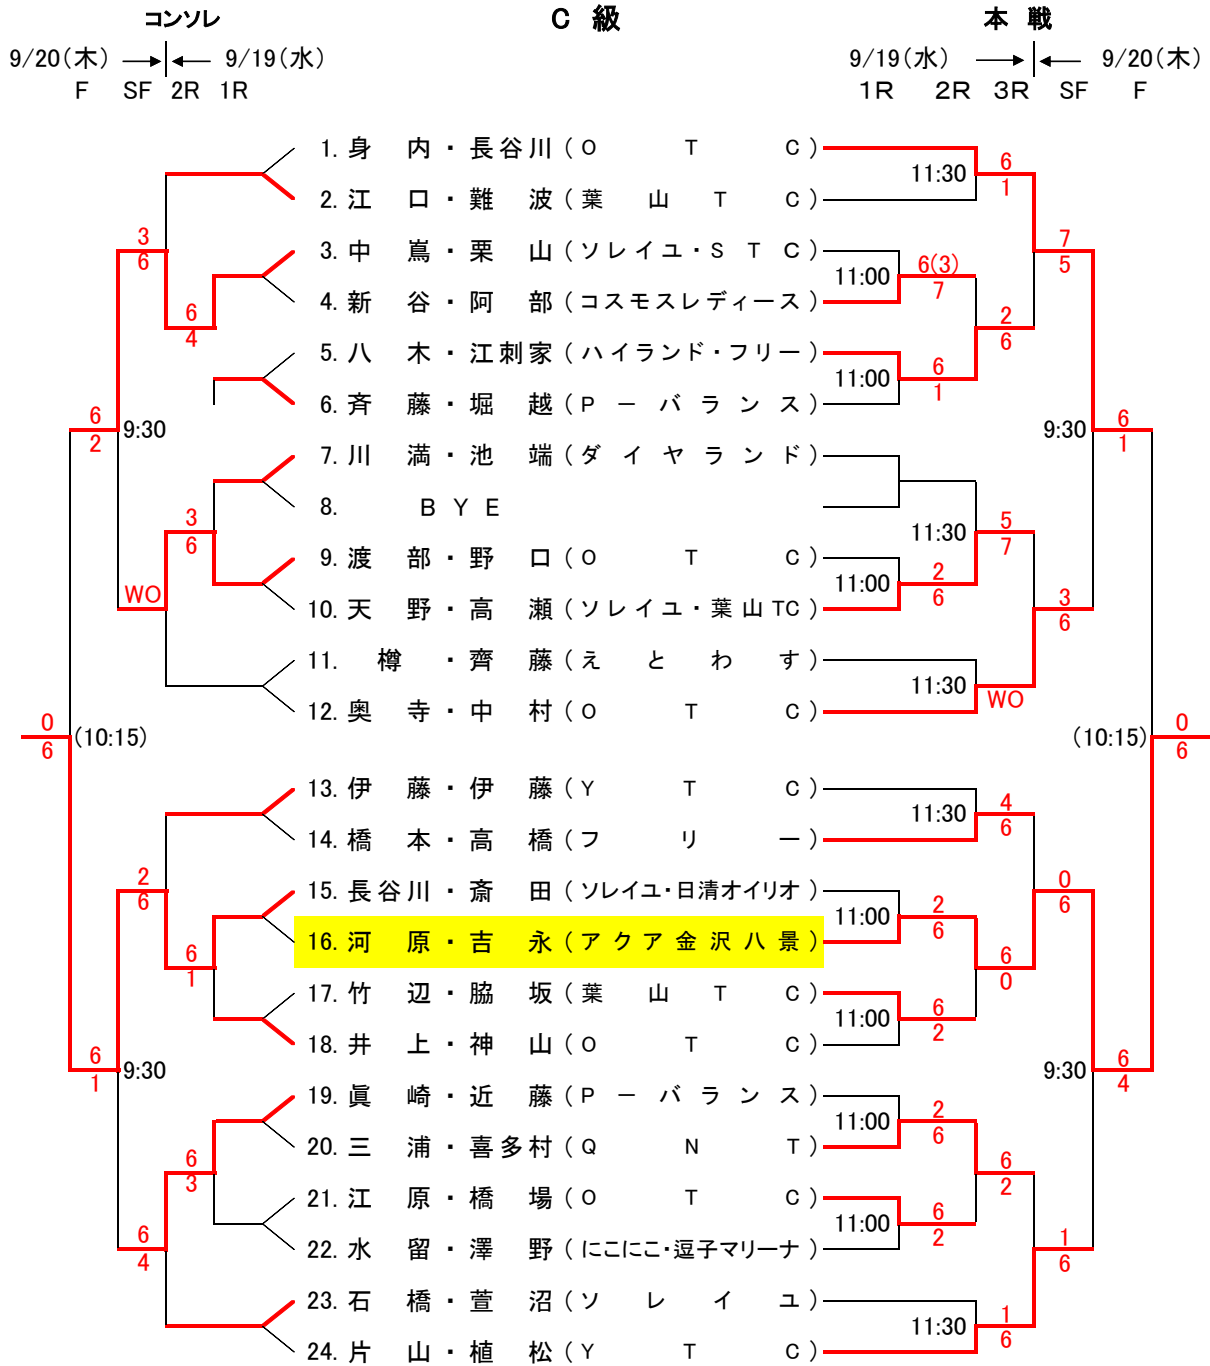 コンソレ C 級 本 戦
9/20(木) 9/19(水) 9/19(水) 9/20(木)
F SF 2R 1R 1R 2R 3R SF F
1. 身 内・長谷川(O T C) 6
11:30 1
2. 江 口・難 波(葉 山 T C)
3 3. 中 嶌・栗 山(ソレイユ・S T C) 7
6 11:00 6(3) 5
7
6 4. 新 谷・阿 部(コスモスレディース) 2
4 6
5. 八 木・江刺家(ハイランド・フリー) 6
11:00 1
6. 斉 藤・堀 越(P ー バ ラ ン ス)
6 9:30 9:30 6
2 1
7. 川 満・池 端(ダ イ ヤ ラ ン ド)
8. B Y E
3 11:30 5
6 7
9. 渡 部・野 口(O T C) 2
11:00 6
WO 10. 天 野・高 瀬(ソレイユ・葉 山 TC) 3
6
11. 樽 ・齊 藤(え と わ す)
11:30 WO
12. 奥 寺・中 村(O T C)
0 (10:15) (10:15) 0
6 6
13. 伊 藤・伊 藤(Y T C) 4
11:30 6
14. 橋 本・高 橋(フ リ ー)
2 15. 長谷川・斎 田(ソレイユ・日清オイリオ) 0
6 11:00 2 6
6
6 16. 河 原・吉 永(アクア金沢八景) 6
1 0
17. 竹 辺・脇 坂(葉 山 T C) 6
11:00 2
18. 井 上・神 山(O T C)
6 9:30 9:30 6
1 4
19. 眞 崎・近 藤(P ー バ ラ ン ス) 2
11:00 6
20. 三 浦・喜多村(Q N T)
6 6
3 2
21. 江 原・橋 場(O T C) 6
11:00 2
6 22. 水 留・澤 野(にこにこ・逗子マリーナ) 1
4 6
23. 石 橋・萱 沼(ソ レ イ ユ) 1
11:30 6
24. 片 山・植 松(Y T C)